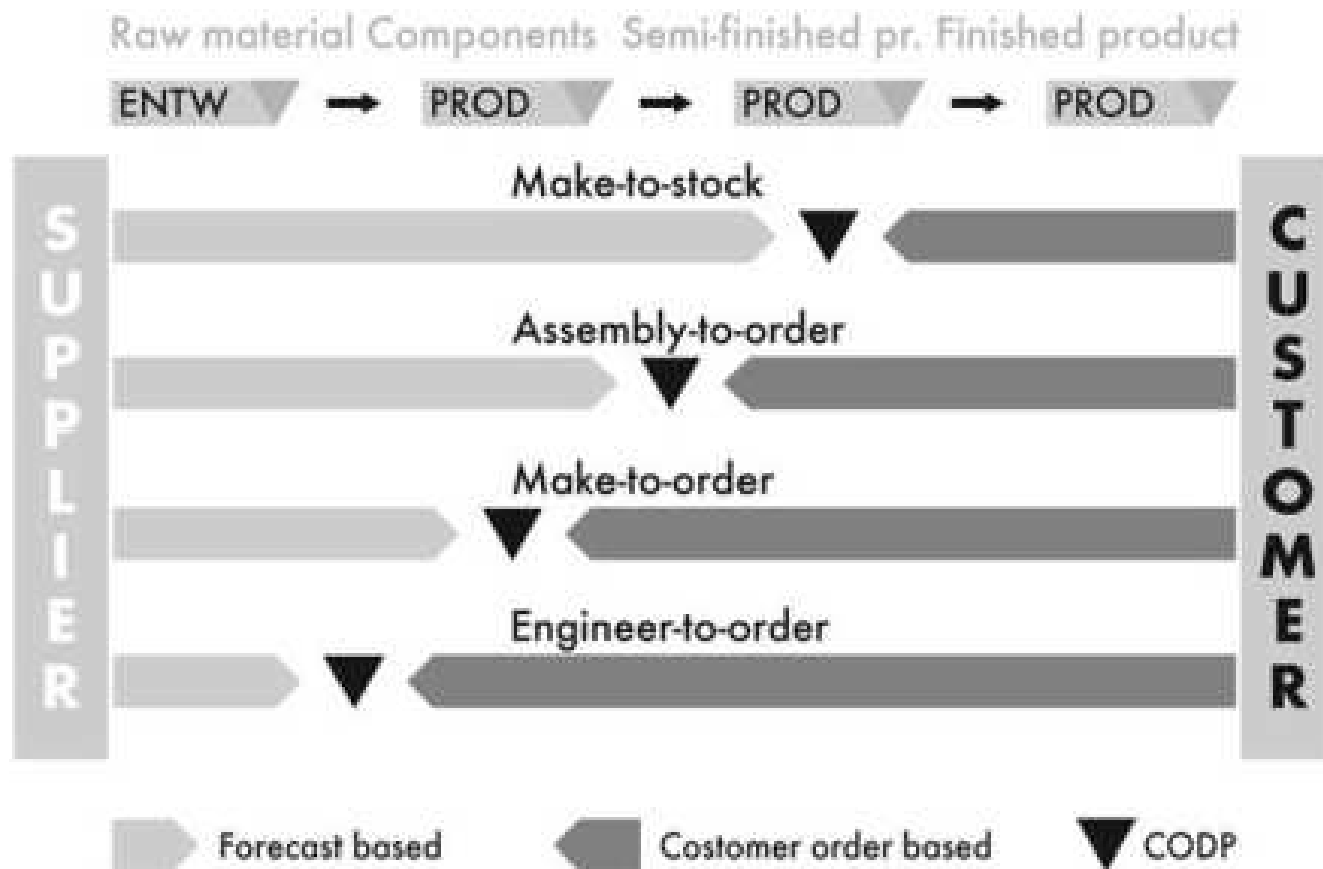 Raw material Components Semi-finished pr. Finished product
ENTW PROD PROD PROD
SUPPLIER
Make-to-stock
Assembly-to-order
Make-to-order
Engineer-to-order
CUSTOMER
Forecast based Costomer order based CODP